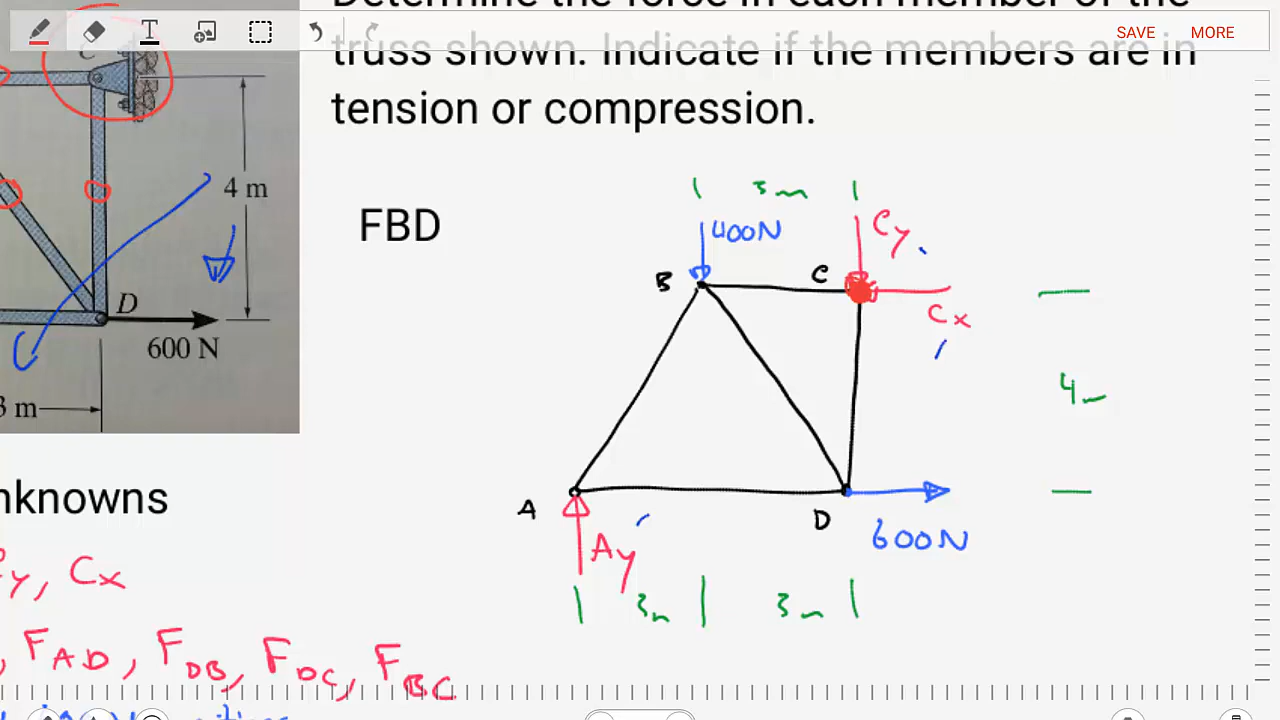 Determine the force in each member of the
T
SAVE MORE
truss shown. Indicate if the members are in
tension or compression.
C
4 m
D
600 N
3 m
FBD
3m
400N
Cy
B
C
Cx
4m
A
D
Ay
600N
3m
3m
nknowns
y, Cx
, FAD, FDB, FDC, FBC